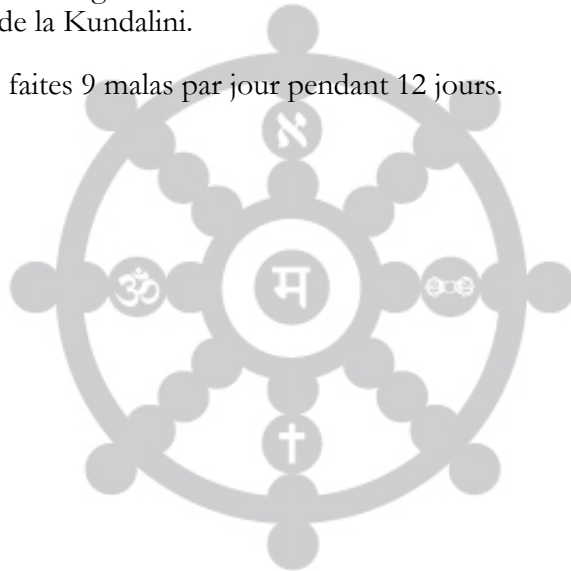 de la Kundalini.
faites 9 malas par jour pendant 12 jours.
א
ॐ
म